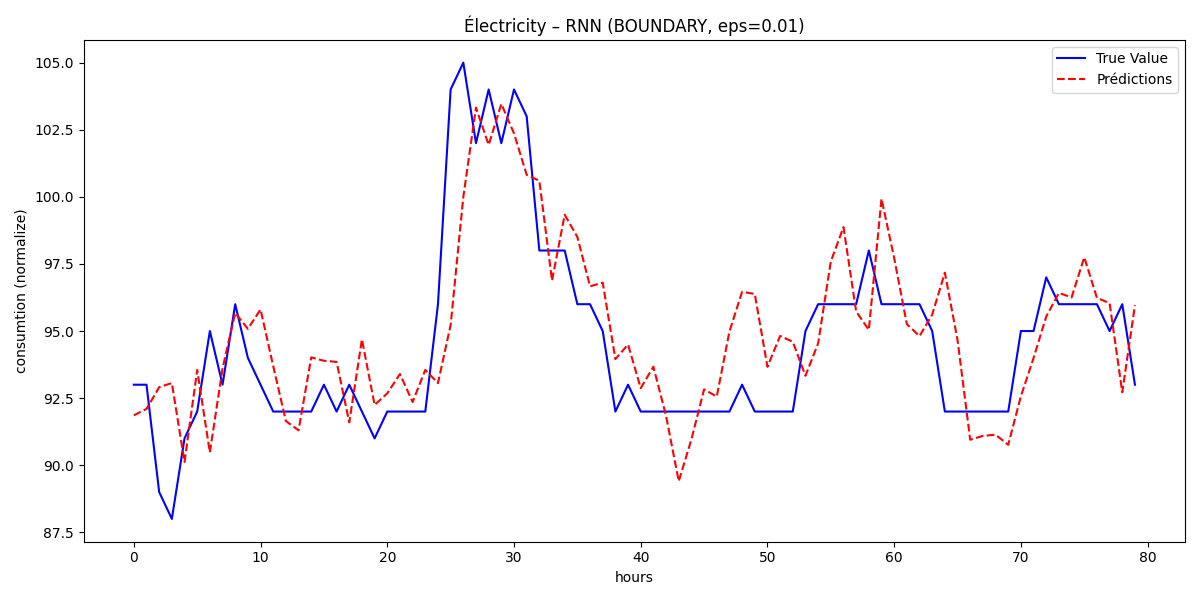 Électricity – RNN (BOUNDARY, eps=0.01)
True Value
Prédictions
consumtion (normalize)
105.0
102.5
100.0
97.5
95.0
92.5
90.0
87.5
0 10 20 30 40 50 60 70 80
hours